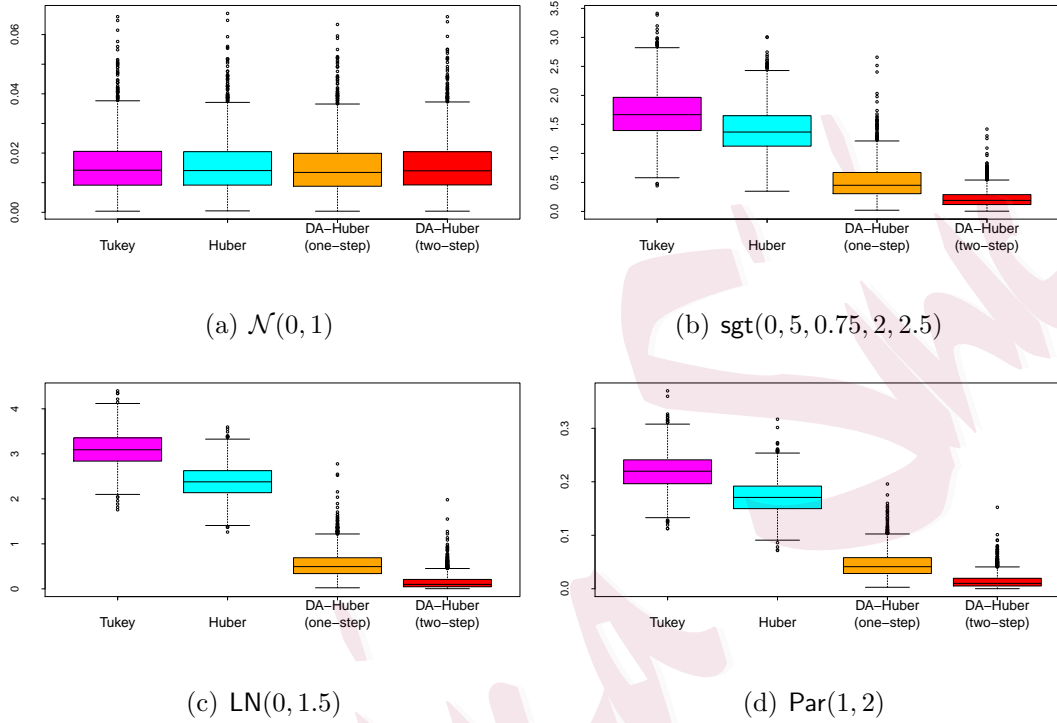 0.06
0.04
0.02
0.00
Tukey
Huber
DA−Huber
(one−step)
DA−Huber
(two−step)
(a) 𝒩(0, 1)
3.5
3.0
2.5
2.0
1.5
1.0
0.5
0.0
Tukey
Huber
DA−Huber
(one−step)
DA−Huber
(two−step)
(b) sgt(0, 5, 0.75, 2, 2.5)
4
3
2
1
0
Tukey
Huber
DA−Huber
(one−step)
DA−Huber
(two−step)
(c) LN(0, 1.5)
0.3
0.2
0.1
0.0
Tukey
Huber
DA−Huber
(one−step)
DA−Huber
(two−step)
(d) Par(1, 2)